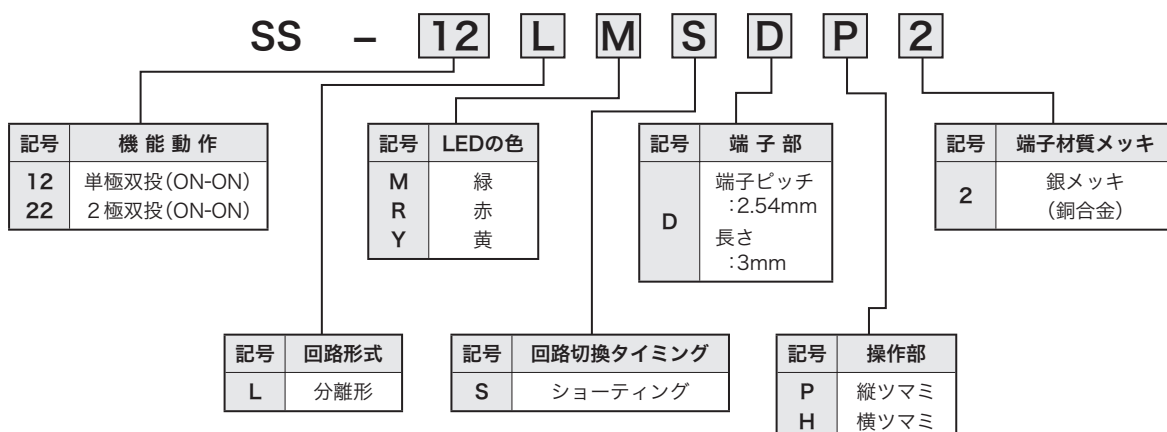 SS - 12 L M S D P 2
記号 機能動作
12 単極双投(ON-ON)
22 2極双投(ON-ON)
記号 LEDの色
M 緑
R 赤
Y 黄
記号 端子部
D 端子ピッチ
:2.54mm
長さ
:3mm
記号 端子材質メッキ
2 銀メッキ
(銅合金)
記号 回路形式
L 分離形
記号 回路切換タイミング
S ショーティング
記号 操作部
P 縦ツマミ
H 横ツマミ